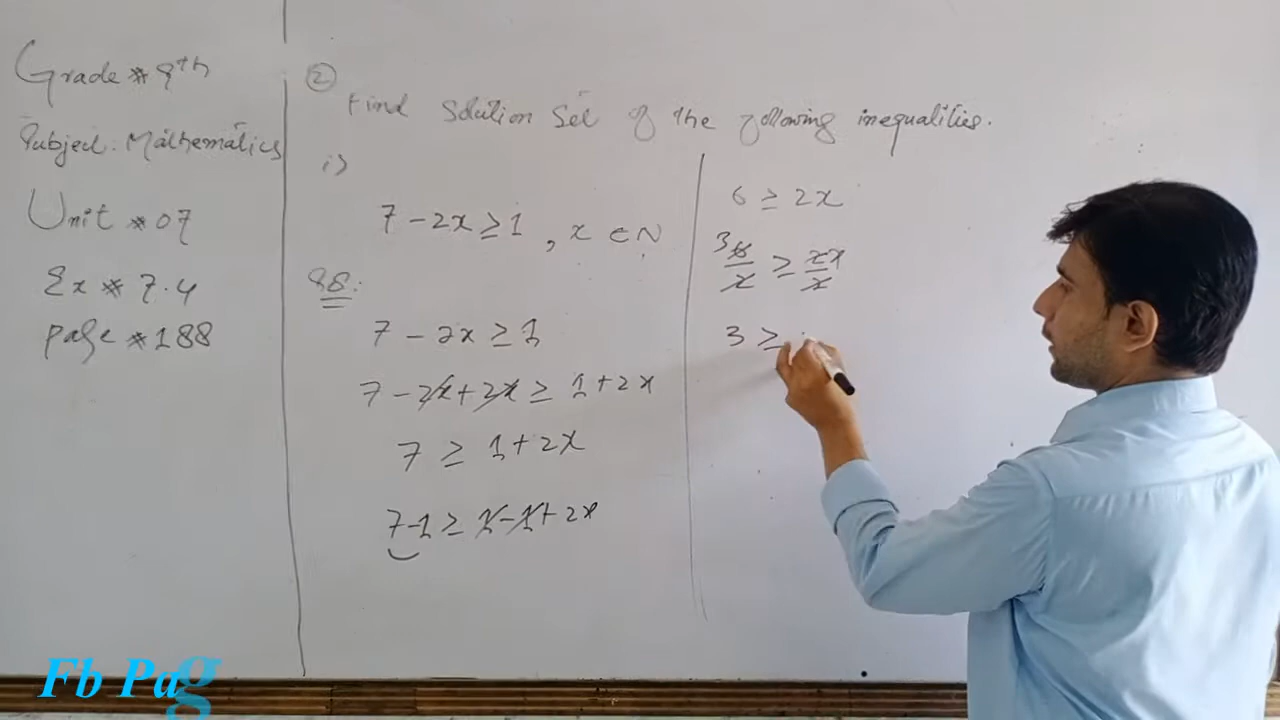 Grade * 9th
Subject: Mathematics
Unit * 07
Ex * 7.4
page * 188
②
Find Solution Set of the following inequalities.
i>
7 - 2x ≥ 1 , x ∈ N
7 - 2x ≥ 1
7 - 2x + 2x ≥ 1 + 2x
7 ≥ 1 + 2x
7 - 1 ≥ 1 - 1 + 2x
6 ≥ 2x
3 6/2 ≥ 2x/2
3 ≥
Fb Pag